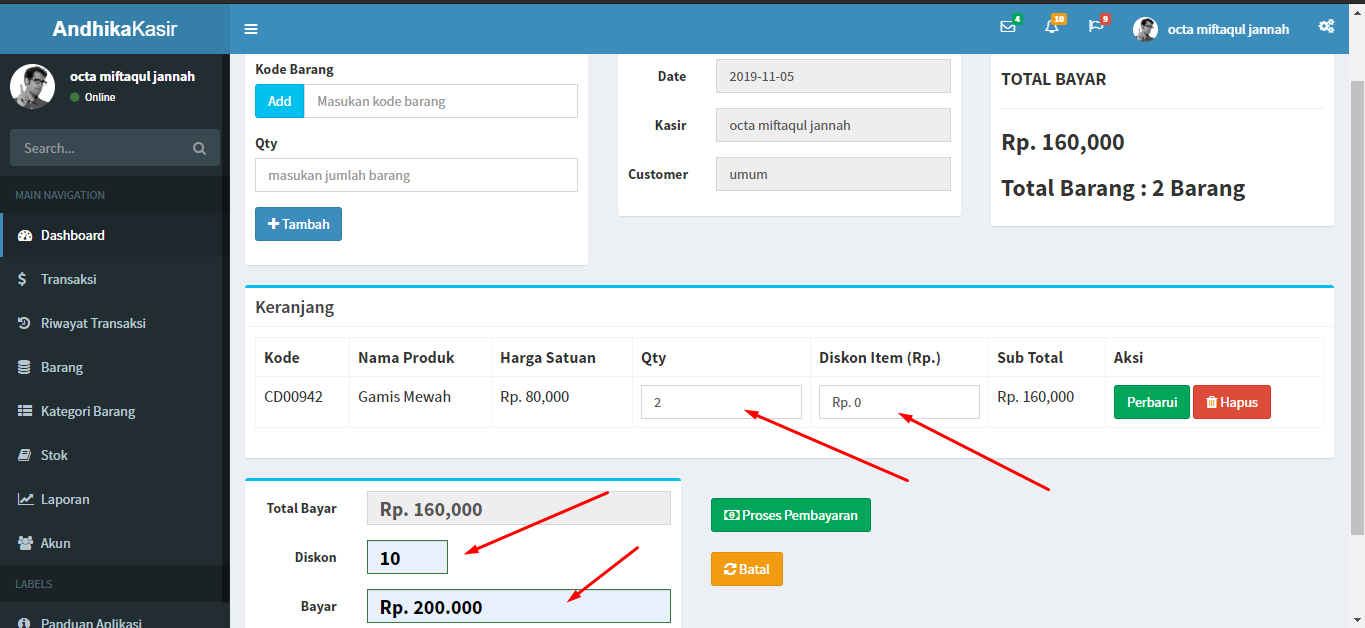 AndhikaKasir
4
10
9
octa miftaqul jannah
octa miftaqul jannah
Online
Search...
MAIN NAVIGATION
Dashboard
Transaksi
Riwayat Transaksi
Barang
Kategori Barang
Stok
Laporan
Akun
LABELS
Panduan Aplikasi
Kode Barang
Add
Masukan kode barang
Qty
masukan jumlah barang
Tambah
Date 2019-11-05
Kasir octa miftaqul jannah
Customer umum
TOTAL BAYAR
Rp. 160,000
Total Barang : 2 Barang
Keranjang
Kode Nama Produk Harga Satuan Qty Diskon Item (Rp.) Sub Total Aksi
CD00942 Gamis Mewah Rp. 80,000 2 Rp. 0 Rp. 160,000 Perbarui Hapus
Total Bayar Rp. 160,000
Diskon 10
Bayar Rp. 200.000
Proses Pembayaran
Batal